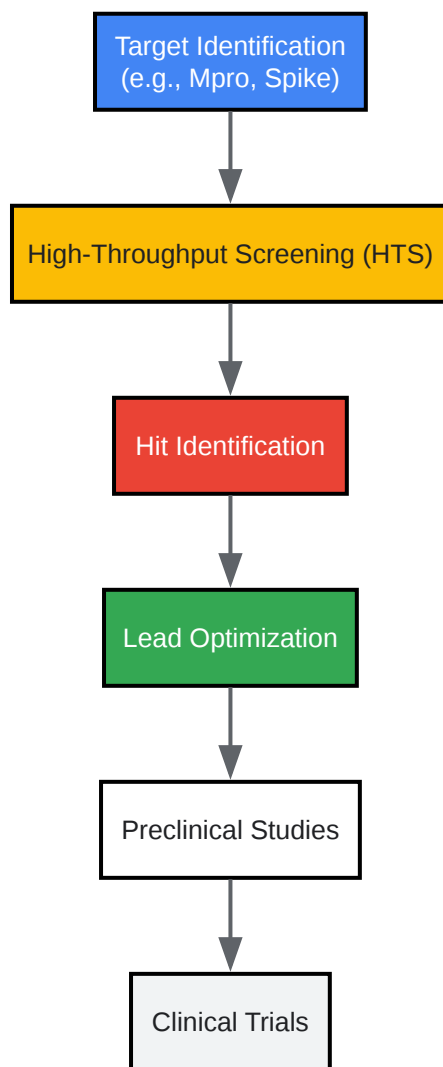 Target Identification
(e.g., Mpro, Spike)
High-Throughput Screening (HTS)
Hit Identification
Lead Optimization
Preclinical Studies
Clinical Trials